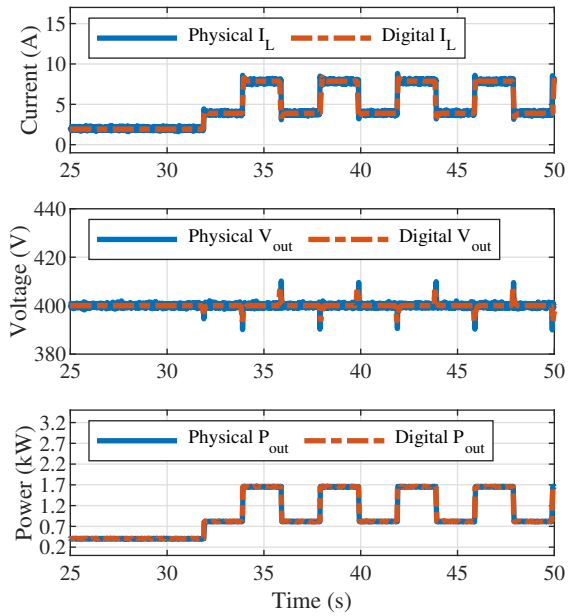 Current (A)
15
10
5
0
Physical I_L Digital I_L
25 30 35 40 45 50
Voltage (V)
440
420
400
380
Physical V_out Digital V_out
25 30 35 40 45 50
Power (kW)
3.2
2.7
2.2
1.7
1.2
0.7
0.2
Physical P_out Digital P_out
25 30 35 40 45 50
Time (s)